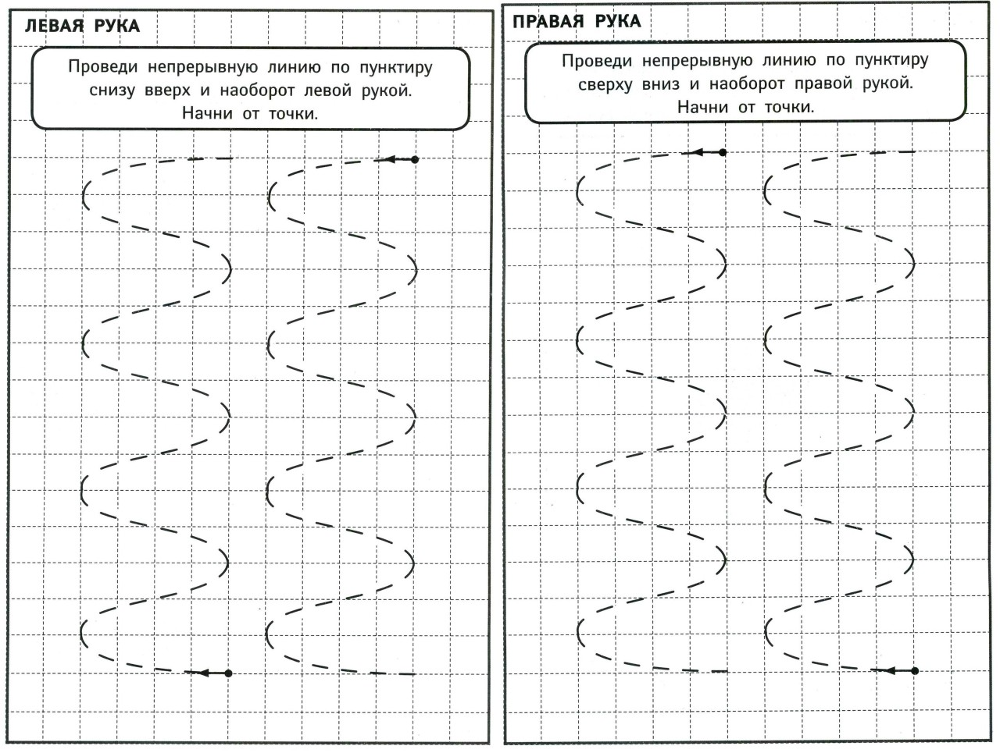 ЛЕВАЯ РУКА
Проведи непрерывную линию по пунктиру
снизу вверх и наоборот левой рукой.
Начни от точки.
ПРАВАЯ РУКА
Проведи непрерывную линию по пунктиру
сверху вниз и наоборот правой рукой.
Начни от точки.